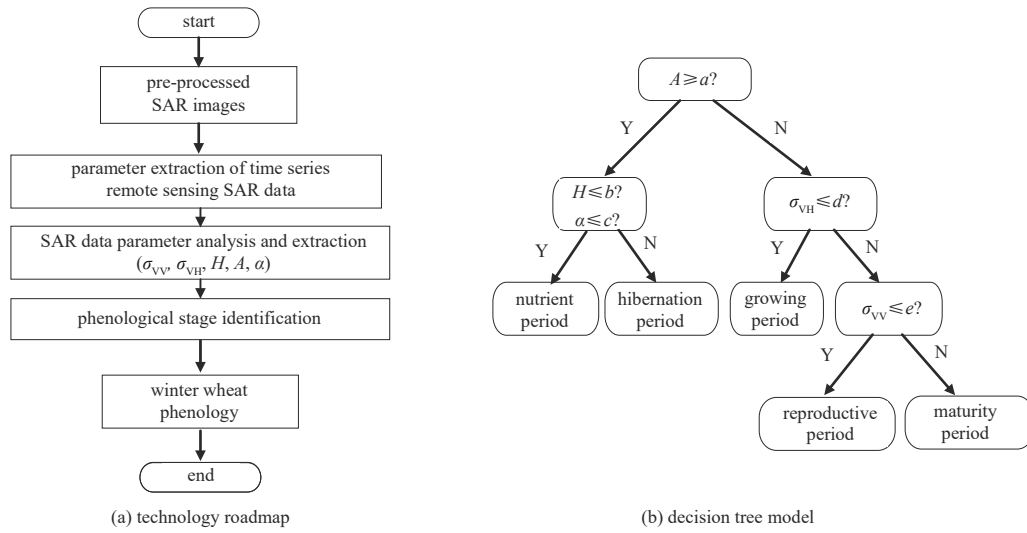 start
pre-processed
SAR images
parameter extraction of time series
remote sensing SAR data
SAR data parameter analysis and extraction
(σVV, σVH, H, A, α)
phenological stage identification
winter wheat
phenology
end
(a) technology roadmap
A⩾a?
Y
N
H⩽b?
α⩽c?
σVH⩽d?
Y
N
Y
N
nutrient
period
hibernation
period
growing
period
σVV⩽e?
Y
N
reproductive
period
maturity
period
(b) decision tree model